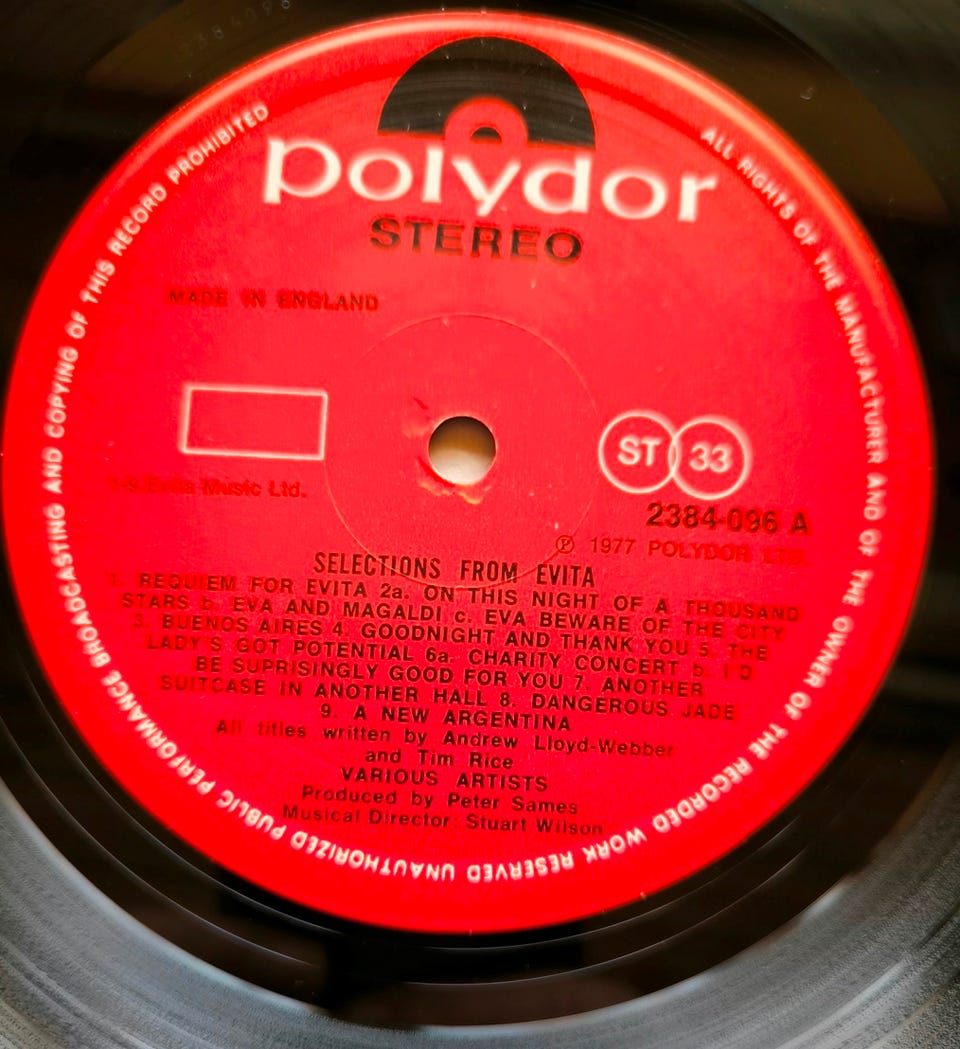 polydor
STEREO
MADE IN ENGLAND
ST 33
Evita Music Ltd.
2384-096 A
Ⓟ 1977 POLYDOR LTD.
SELECTIONS FROM EVITA
1. REQUIEM FOR EVITA 2a. ON THIS NIGHT OF A THOUSAND
STARS b. EVA AND MAGALDI c. EVA BEWARE OF THE CITY
3. BUENOS AIRES 4. GOODNIGHT AND THANK YOU 5. THE
LADY'S GOT POTENTIAL 6a. CHARITY CONCERT b. I'D
BE SUPRISINGLY GOOD FOR YOU 7. ANOTHER
SUITCASE IN ANOTHER HALL 8. DANGEROUS JADE
9. A NEW ARGENTINA
All titles written by Andrew Lloyd-Webber
and Tim Rice
VARIOUS ARTISTS
Produced by Peter Sames
Musical Director: Stuart Wilson
ALL RIGHTS OF THE MANUFACTURER AND OF THE OWNER OF THE RECORDED WORK RESERVED UNAUTHORIZED PUBLIC PERFORMANCE BROADCASTING AND COPYING OF THIS RECORD PROHIBITED